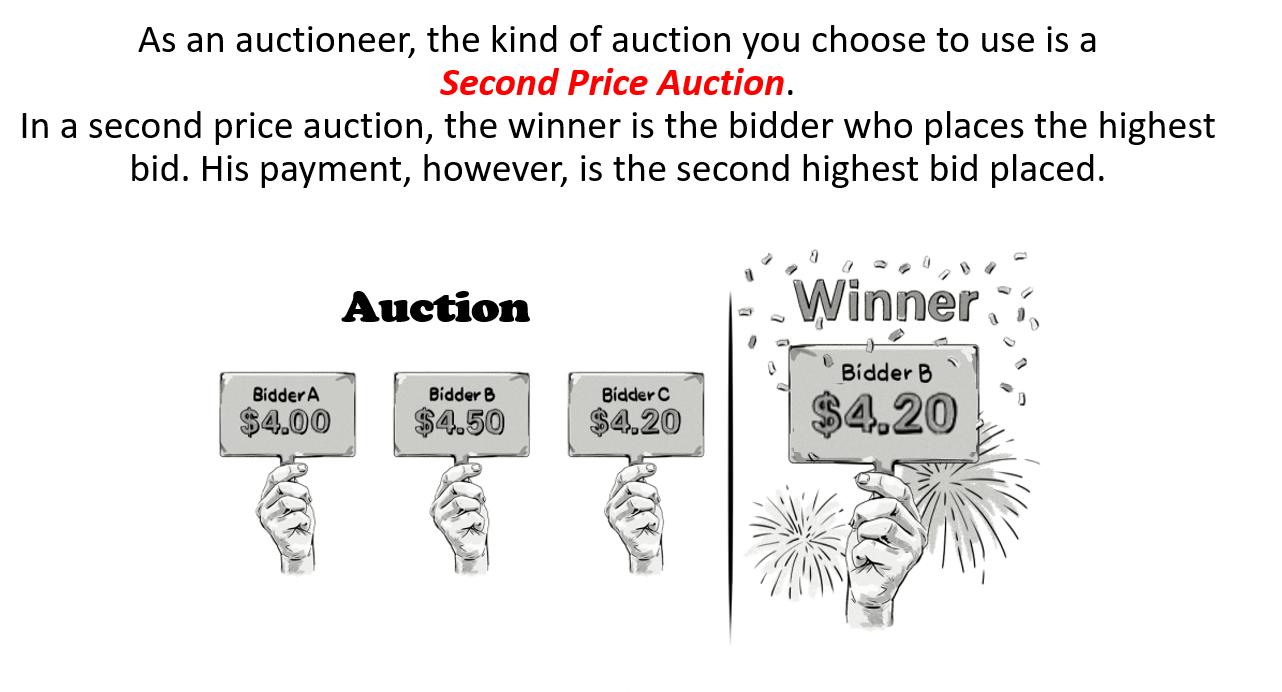 As an auctioneer, the kind of auction you choose to use is a
Second Price Auction.
In a second price auction, the winner is the bidder who places the highest
bid. His payment, however, is the second highest bid placed.
Auction
Bidder A
$4.00
Bidder B
$4.50
Bidder C
$4.20
Winner
Bidder B
$4.20